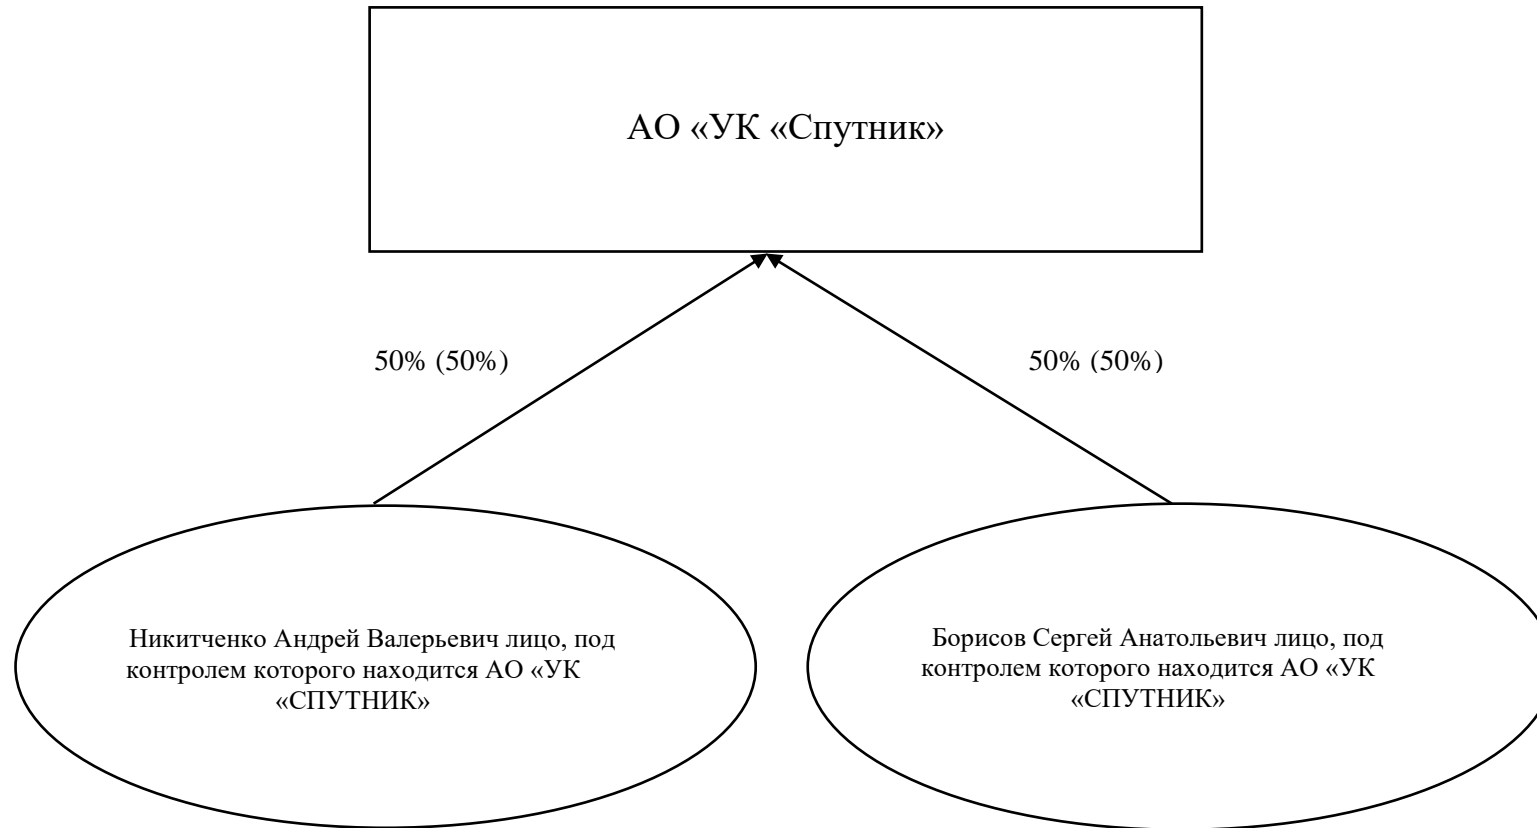 АО «УК «Спутник»
50% (50%)
50% (50%)
Никитченко Андрей Валерьевич лицо, под
контролем которого находится АО «УК
«СПУТНИК»
Борисов Сергей Анатольевич лицо, под
контролем которого находится АО «УК
«СПУТНИК»